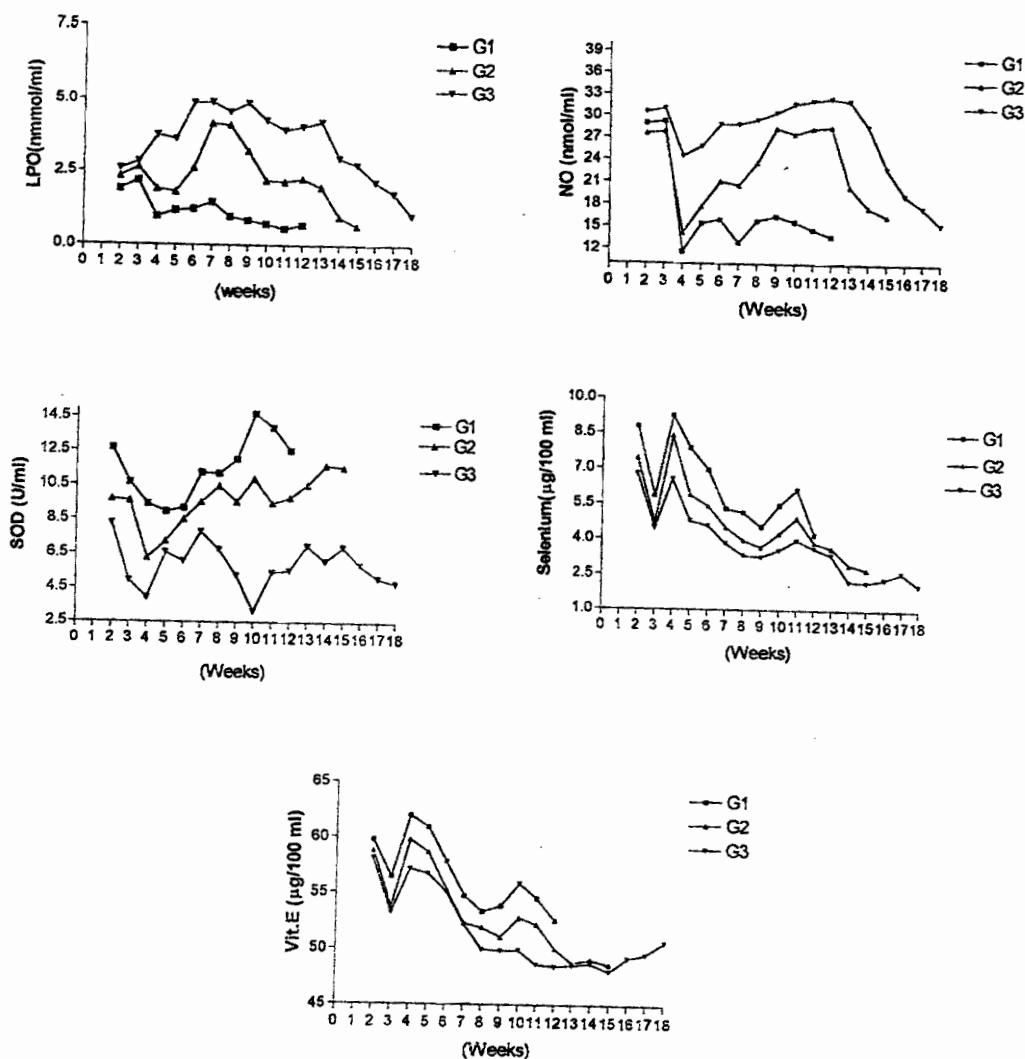 7.5
5.0
2.5
0.0
LPO(nmmol/ml)
0 1 2 3 4 5 6 7 8 9 10 11 12 13 14 15 16 17 18
(weeks)
G1
G2
G3
39
36
33
30
27
24
21
18
15
12
NO (nmol/ml)
0 1 2 3 4 5 6 7 8 9 10 11 12 13 14 15 16 17 18
(Weeks)
G1
G2
G3
14.5
12.5
10.5
8.5
6.5
4.5
2.5
SOD (U/ml)
0 1 2 3 4 5 6 7 8 9 10 11 12 13 14 15 16 17 18
(Weeks)
G1
G2
G3
10.0
8.5
7.0
5.5
4.0
2.5
1.0
Selenium(µg/100 ml)
0 1 2 3 4 5 6 7 8 9 10 11 12 13 14 15 16 17 18
(Weeks)
G1
G2
G3
65
60
55
50
45
Vit.E (µg/100 ml)
0 1 2 3 4 5 6 7 8 9 10 11 12 13 14 15 16 17 18
(Weeks)
G1
G2
G3